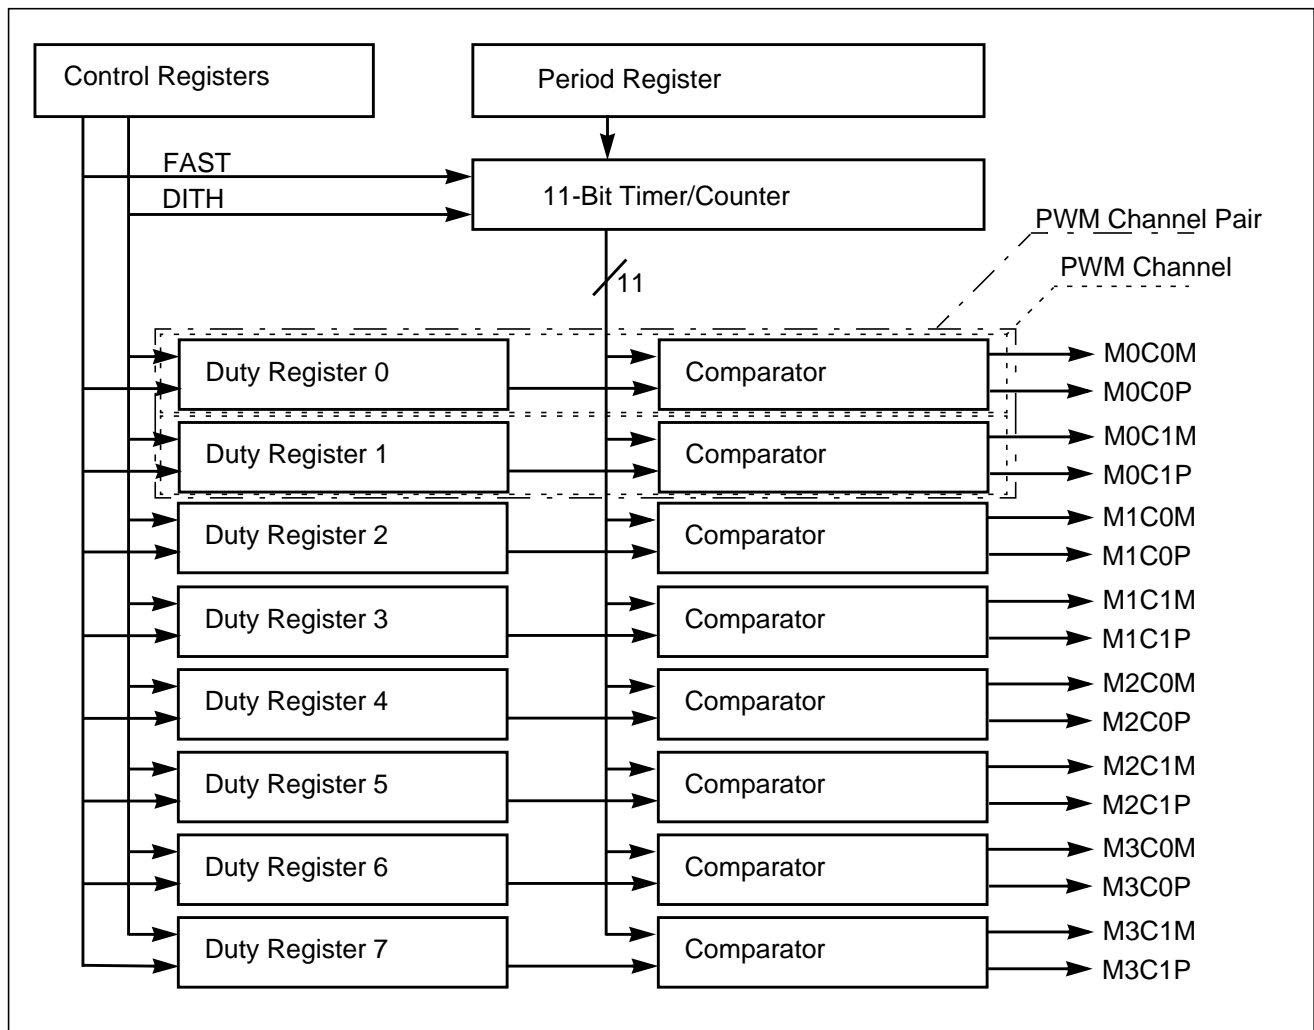 Control Registers
Period Register
FAST
DITH
11-Bit Timer/Counter
PWM Channel Pair
PWM Channel
11
Duty Register 0
Comparator
M0C0M
M0C0P
Duty Register 1
Comparator
M0C1M
M0C1P
Duty Register 2
Comparator
M1C0M
M1C0P
Duty Register 3
Comparator
M1C1M
M1C1P
Duty Register 4
Comparator
M2C0M
M2C0P
Duty Register 5
Comparator
M2C1M
M2C1P
Duty Register 6
Comparator
M3C0M
M3C0P
Duty Register 7
Comparator
M3C1M
M3C1P